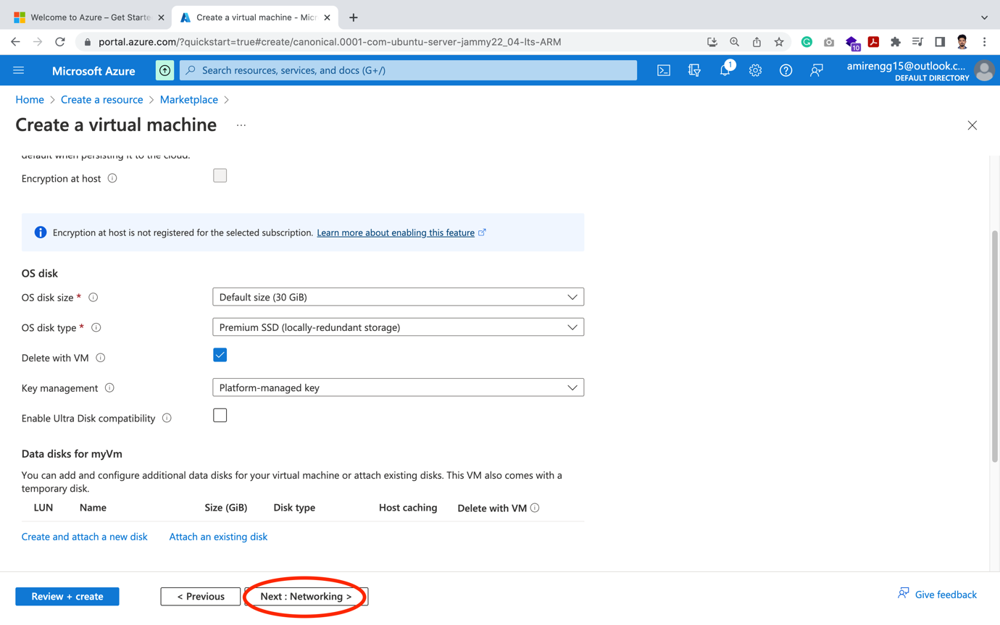 Welcome to Azure – Get Starte
Create a virtual machine - Micr
portal.azure.com/?quickstart=true#create/canonical.0001-com-ubuntu-server-jammy22_04-lts-ARM
10
Microsoft Azure
Search resources, services, and docs (G+/)
1
amirengg15@outlook.c...
DEFAULT DIRECTORY
Home > Create a resource > Marketplace >
Create a virtual machine ...
default when persisting it to the cloud.
Encryption at host
Encryption at host is not registered for the selected subscription. Learn more about enabling this feature
OS disk
OS disk size *
Default size (30 GiB)
OS disk type *
Premium SSD (locally-redundant storage)
Delete with VM
Key management
Platform-managed key
Enable Ultra Disk compatibility
Data disks for myVm
You can add and configure additional data disks for your virtual machine or attach existing disks. This VM also comes with a
temporary disk.
LUN Name Size (GiB) Disk type Host caching Delete with VM
Create and attach a new disk Attach an existing disk
Review + create
< Previous
Next : Networking >
Give feedback